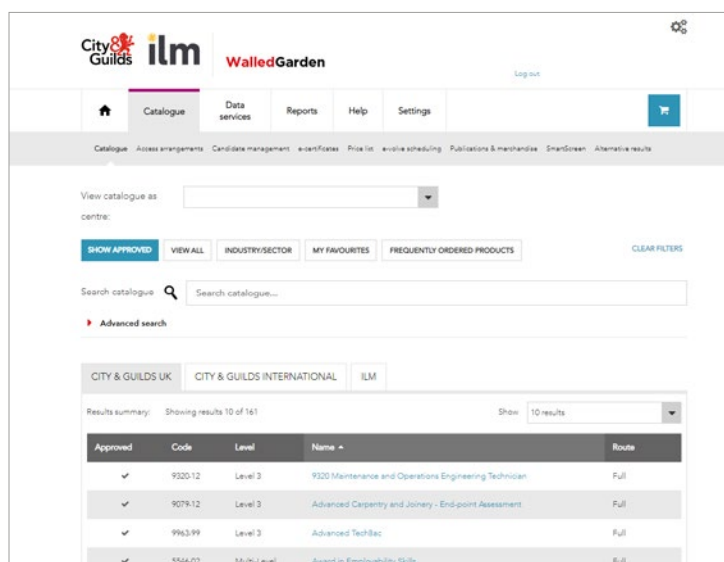 City & Guilds ilm WalledGarden
Log out
Catalogue Data services Reports Help Settings
Catalogue Access arrangements Candidate management e-certificates Price list e-volve scheduling Publications & merchandise SmartScreen Alternative results
View catalogue as centre:
SHOW APPROVED VIEW ALL INDUSTRY/SECTOR MY FAVOURITES FREQUENTLY ORDERED PRODUCTS CLEAR FILTERS
Search catalogue Search catalogue...
Advanced search
CITY & GUILDS UK CITY & GUILDS INTERNATIONAL ILM
Results summary: Showing results 10 of 161 Show 10 results
Approved Code Level Name Route
9320-12 Level 3 9320 Maintenance and Operations Engineering Technician Full
9079-12 Level 3 Advanced Carpentry and Joinery - End-point Assessment Full
9963-99 Level 3 Advanced TechBac Full
5546-02 Multi-Level Award in Employability Skills Full